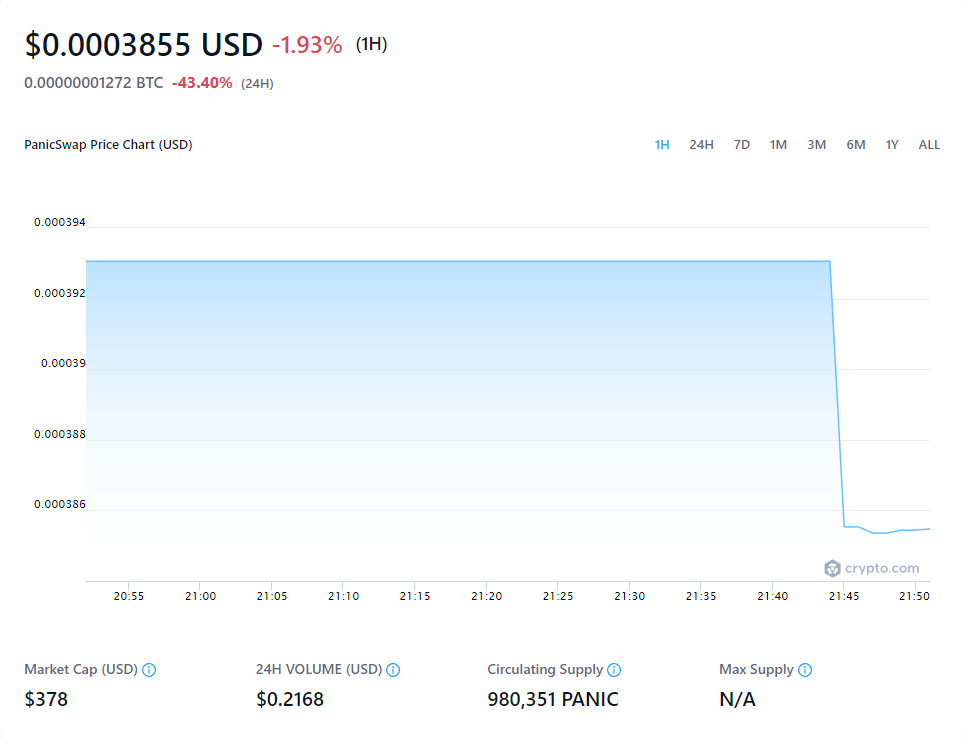 $0.0003855 USD -1.93% (1H)
0.00000001272 BTC -43.40% (24H)
PanicSwap Price Chart (USD) 1H 24H 7D 1M 3M 6M 1Y ALL
0.000394
0.000392
0.00039
0.000388
0.000386
crypto.com
20:55 21:00 21:05 21:10 21:15 21:20 21:25 21:30 21:35 21:40 21:45 21:50
Market Cap (USD) 24H VOLUME (USD) Circulating Supply Max Supply
$378 $0.2168 980,351 PANIC N/A